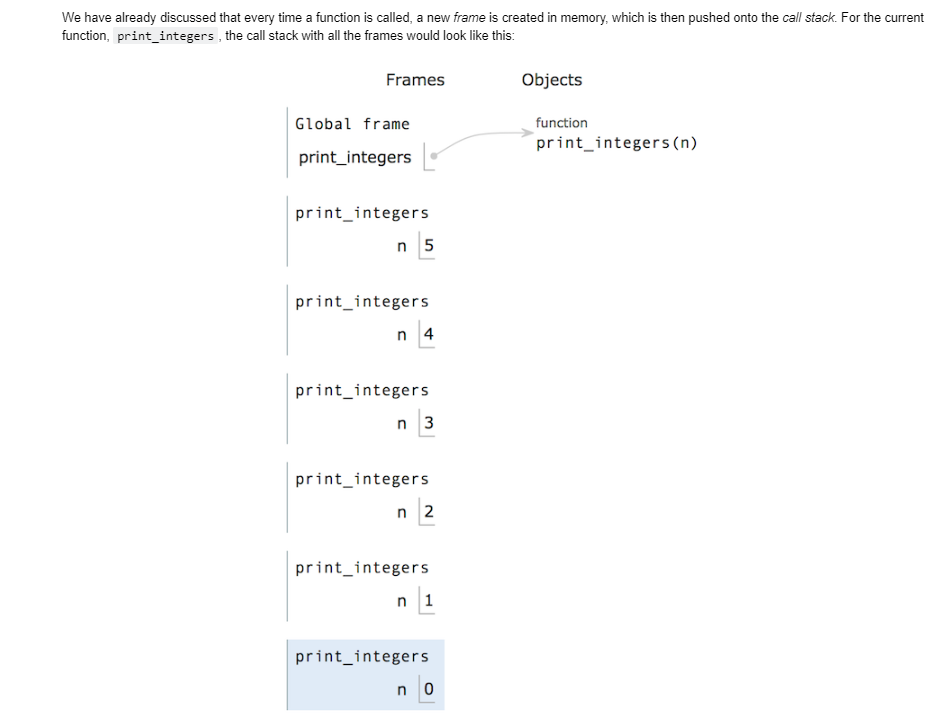 We have already discussed that every time a function is called, a new frame is created in memory, which is then pushed onto the call stack. For the current
function, print_integers , the call stack with all the frames would look like this:
Frames Objects
Global frame function
print_integers print_integers(n)
print_integers
n 5
print_integers
n 4
print_integers
n 3
print_integers
n 2
print_integers
n 1
print_integers
n 0